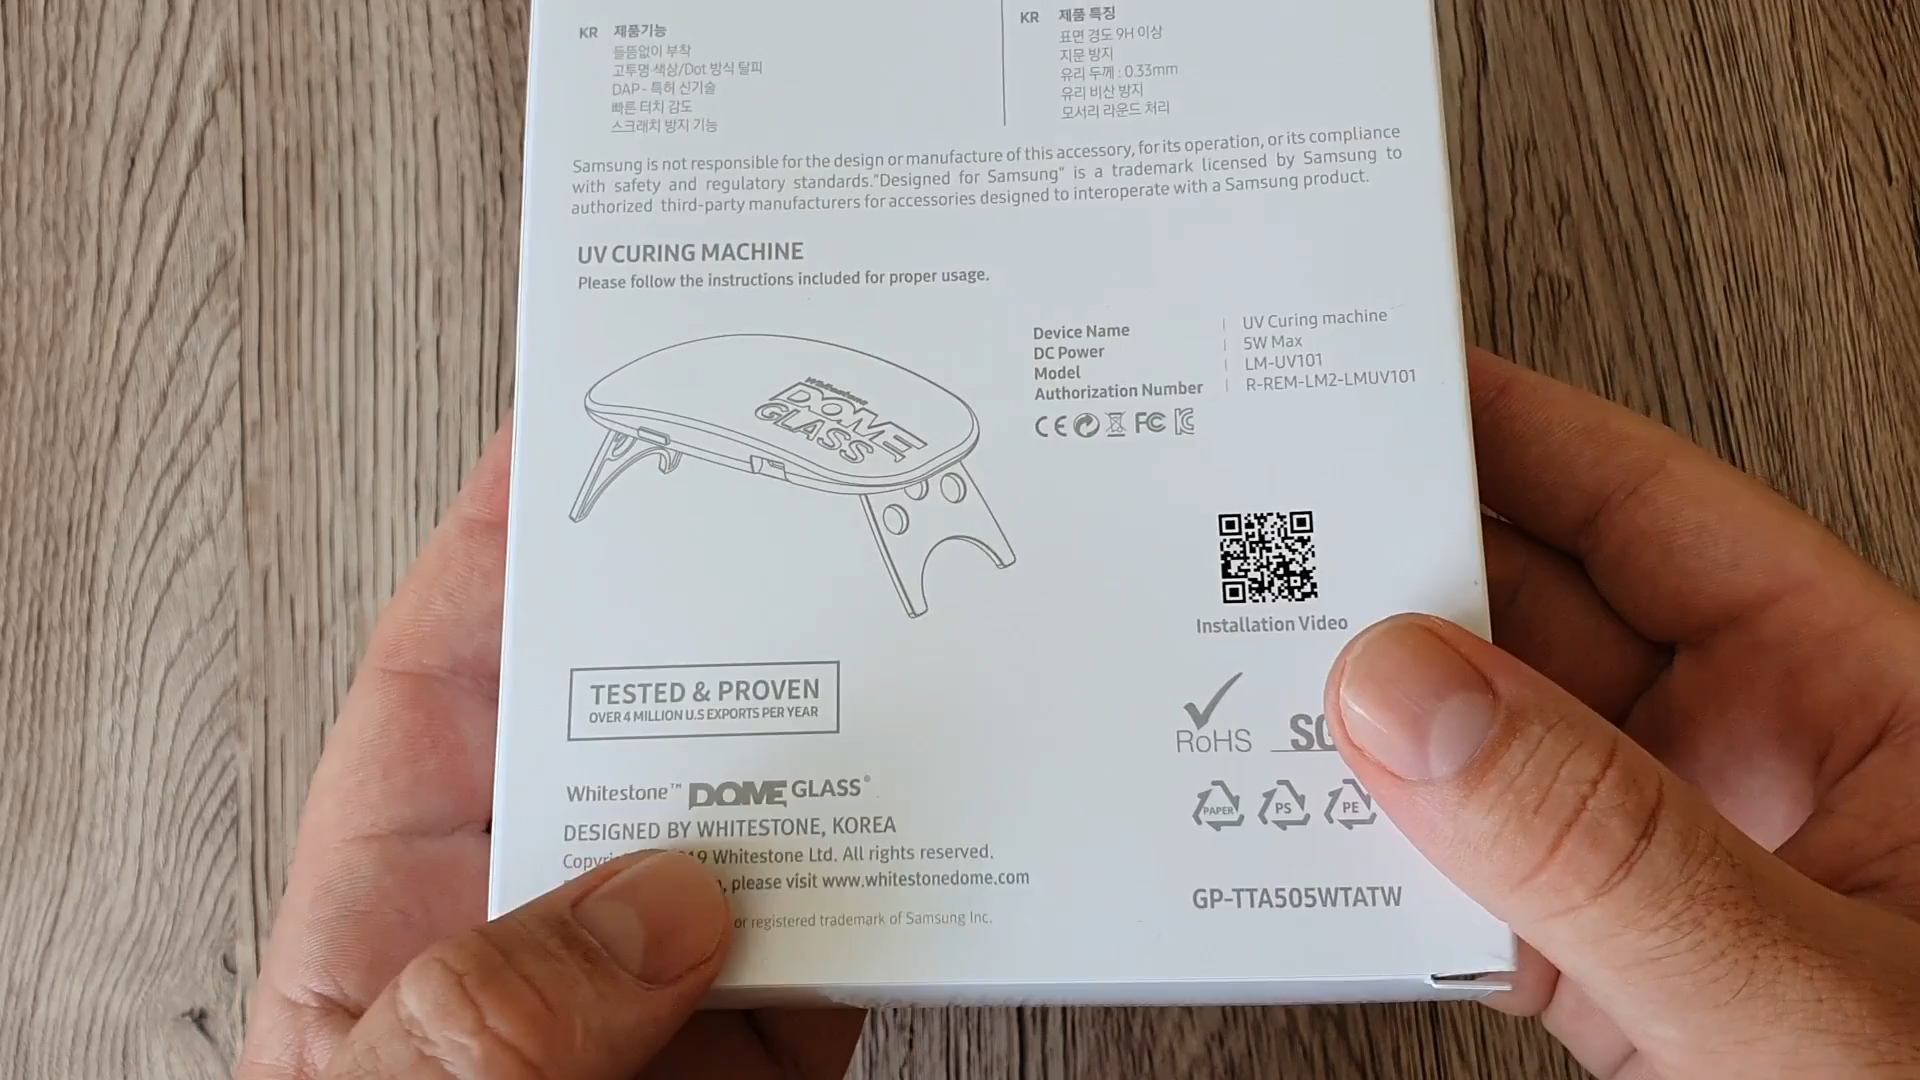 KR 제품기능
들뜸없이 부착
고투명·색상/Dot 방식 탈피
DAP - 특허 신기술
빠른 터치 감도
스크래치 방지 기능
KR 제품 특징
표면 경도 9H 이상
지문 방지
유리 두께 : 0.33mm
유리 비산 방지
모서리 라운드 처리
Samsung is not responsible for the design or manufacture of this accessory, for its operation, or its compliance
with safety and regulatory standards."Designed for Samsung" is a trademark licensed by Samsung to
authorized third-party manufacturers for accessories designed to interoperate with a Samsung product.
UV CURING MACHINE
Please follow the instructions included for proper usage.
Whitestone
DOME
GLASS
Device Name | UV Curing machine
DC Power | 5W Max
Model | LM-UV101
Authorization Number | R-REM-LM2-LMUV101
CE FC
Installation Video
TESTED & PROVEN
OVER 4 MILLION U.S EXPORTS PER YEAR
RoHS
PAPER PS PE
Whitestone™ DOME GLASS®
DESIGNED BY WHITESTONE, KOREA
Whitestone Ltd. All rights reserved.
, please visit www.whitestonedome.com
or registered trademark of Samsung Inc.
GP-TTA505WTATW